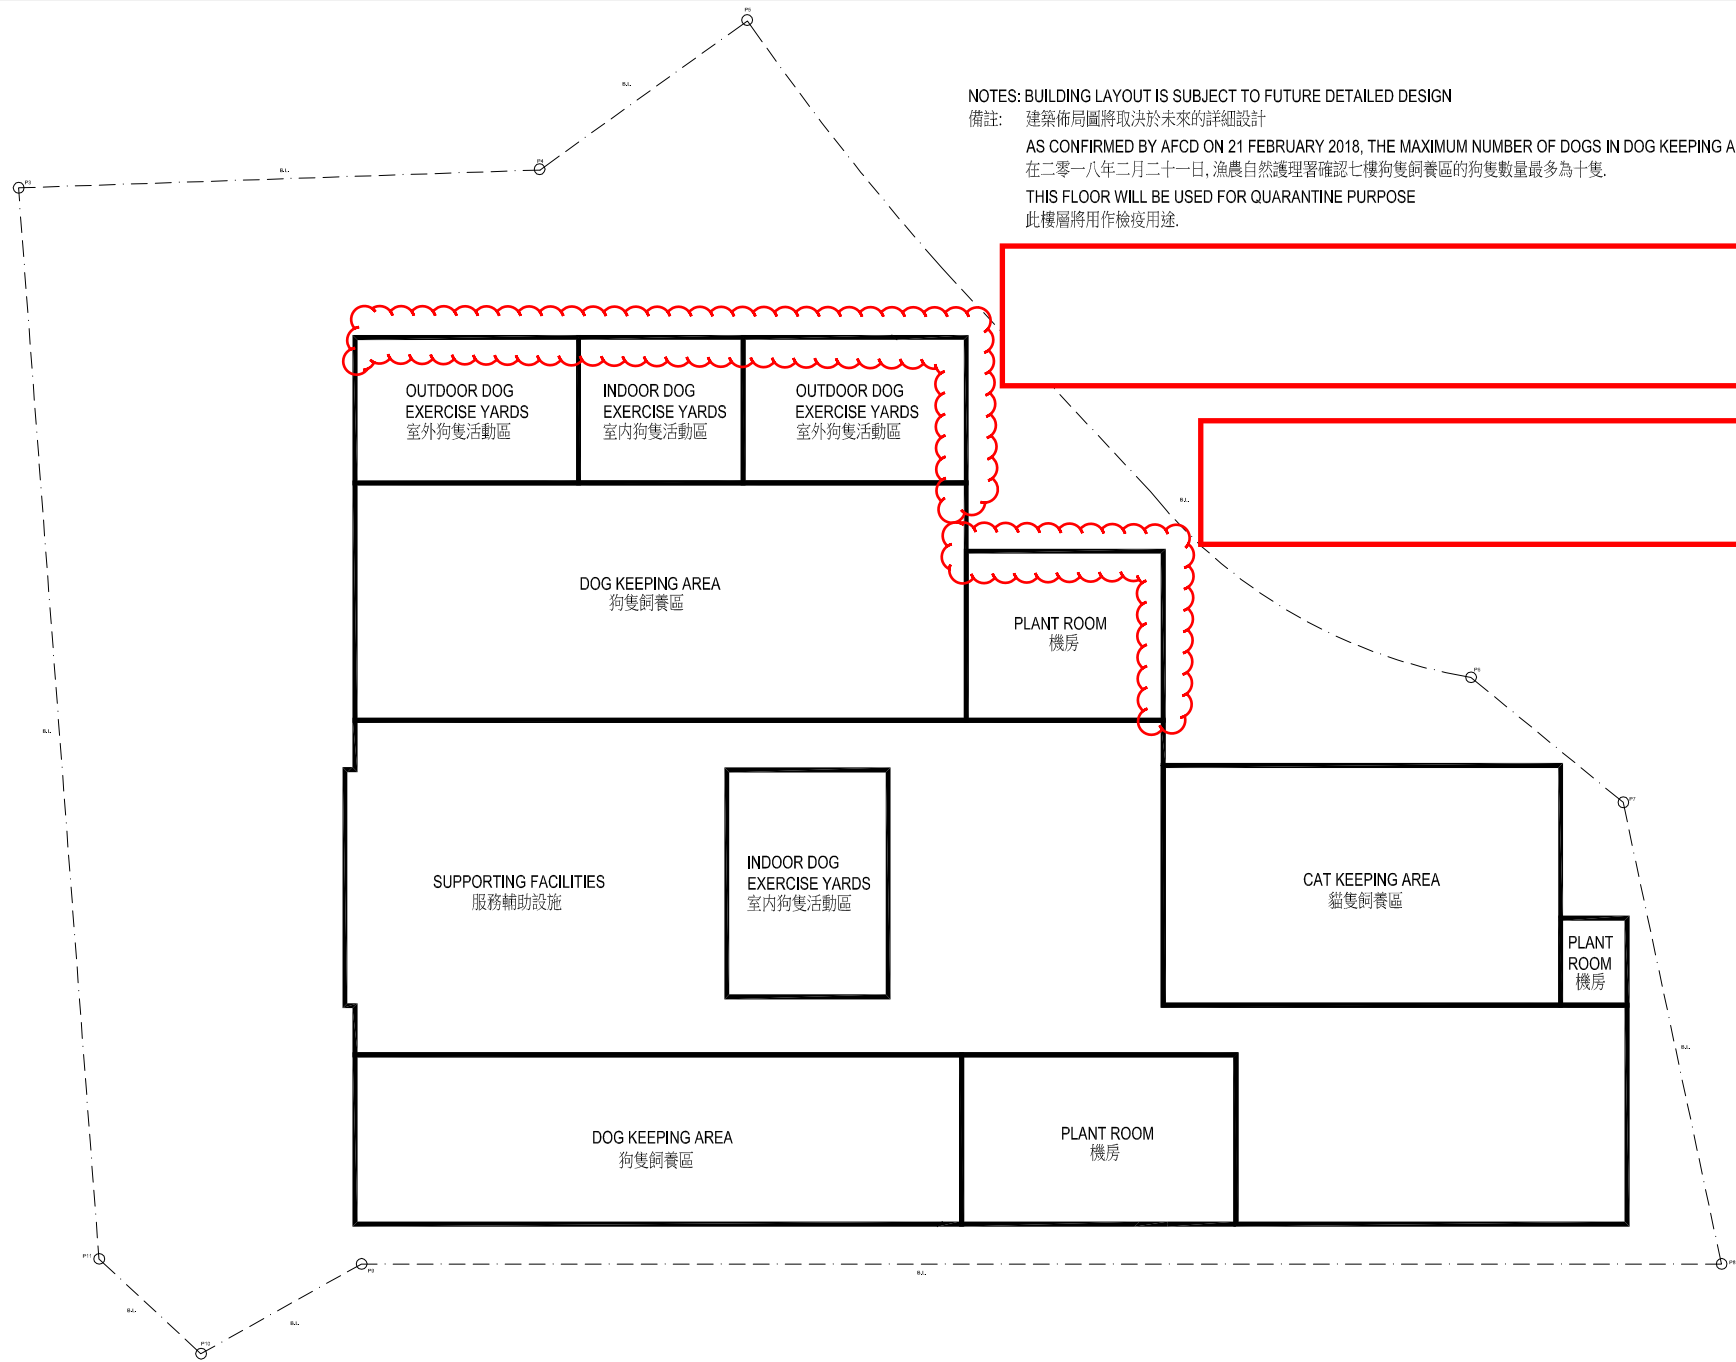 P5
B.L.
P4
B.L.
P3
NOTES: BUILDING LAYOUT IS SUBJECT TO FUTURE DETAILED DESIGN
備註: 建築佈局圖將取決於未來的詳細設計
AS CONFIRMED BY AFCD ON 21 FEBRUARY 2018, THE MAXIMUM NUMBER OF DOGS IN DOG KEEPING A
在二零一八年二月二十一日, 漁農自然護理署確認七樓狗隻飼養區的狗隻數量最多為十隻.
THIS FLOOR WILL BE USED FOR QUARANTINE PURPOSE
此樓層將用作檢疫用途.
OUTDOOR DOG
EXERCISE YARDS
室外狗隻活動區
INDOOR DOG
EXERCISE YARDS
室內狗隻活動區
OUTDOOR DOG
EXERCISE YARDS
室外狗隻活動區
B.L.
DOG KEEPING AREA
狗隻飼養區
PLANT ROOM
機房
P6
B.L.
P7
SUPPORTING FACILITIES
服務輔助設施
INDOOR DOG
EXERCISE YARDS
室內狗隻活動區
CAT KEEPING AREA
貓隻飼養區
PLANT
ROOM
機房
B.L.
DOG KEEPING AREA
狗隻飼養區
PLANT ROOM
機房
P11
P9
B.L.
P8
B.L.
B.L.
P10